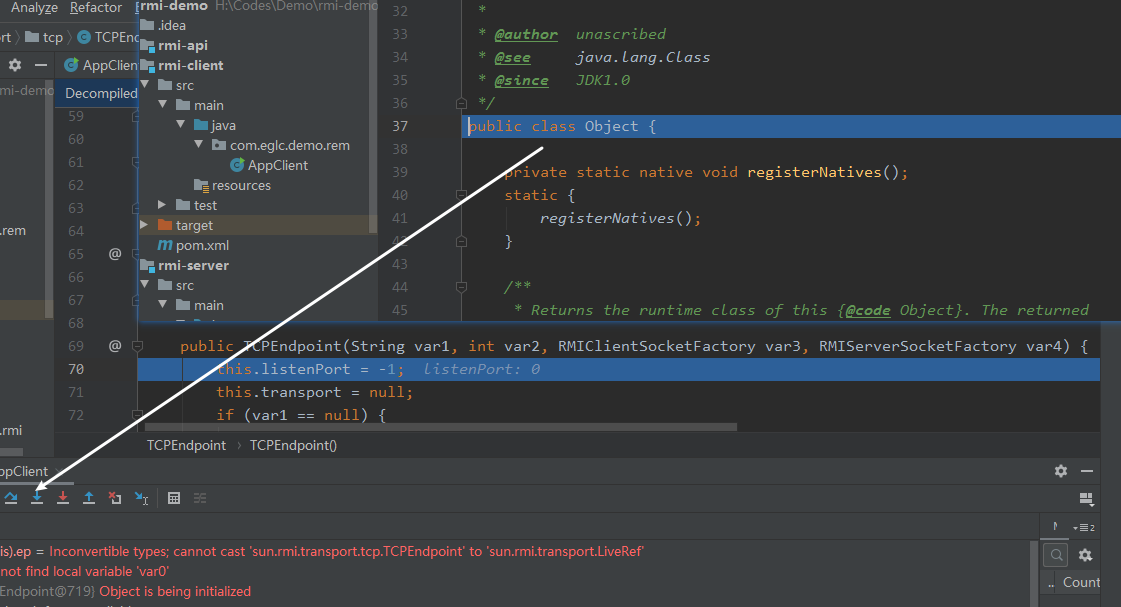 Analyze Refactor
rt tcp TCPEnd
AppClien
mi-demo
Decompiled
59
60
61
62
63
64
65 @
66
67
68
.rem
.rmi
rmi-demo H:\Codes\Demo\rmi-demo
.idea
rmi-api
rmi-client
src
main
java
com.eglc.demo.rem
AppClient
resources
test
target
pom.xml
rmi-server
src
main
32 *
33 * @author unascribed
34 * @see java.lang.Class
35 * @since JDK1.0
36 */
37 public class Object {
38
39 private static native void registerNatives();
40 static {
41 registerNatives();
42 }
43
44 /**
45 * Returns the runtime class of this {@code Object}. The returned
69 @ public TCPEndpoint(String var1, int var2, RMIClientSocketFactory var3, RMIServerSocketFactory var4) {
70 this.listenPort = -1; listenPort: 0
71 this.transport = null;
72 if (var1 == null) {
TCPEndpoint › TCPEndpoint()
ppClient
is).ep = Inconvertible types; cannot cast 'sun.rmi.transport.tcp.TCPEndpoint' to 'sun.rmi.transport.LiveRef'
not find local variable 'var0'
Endpoint@719} Object is being initialized
2
.. Count